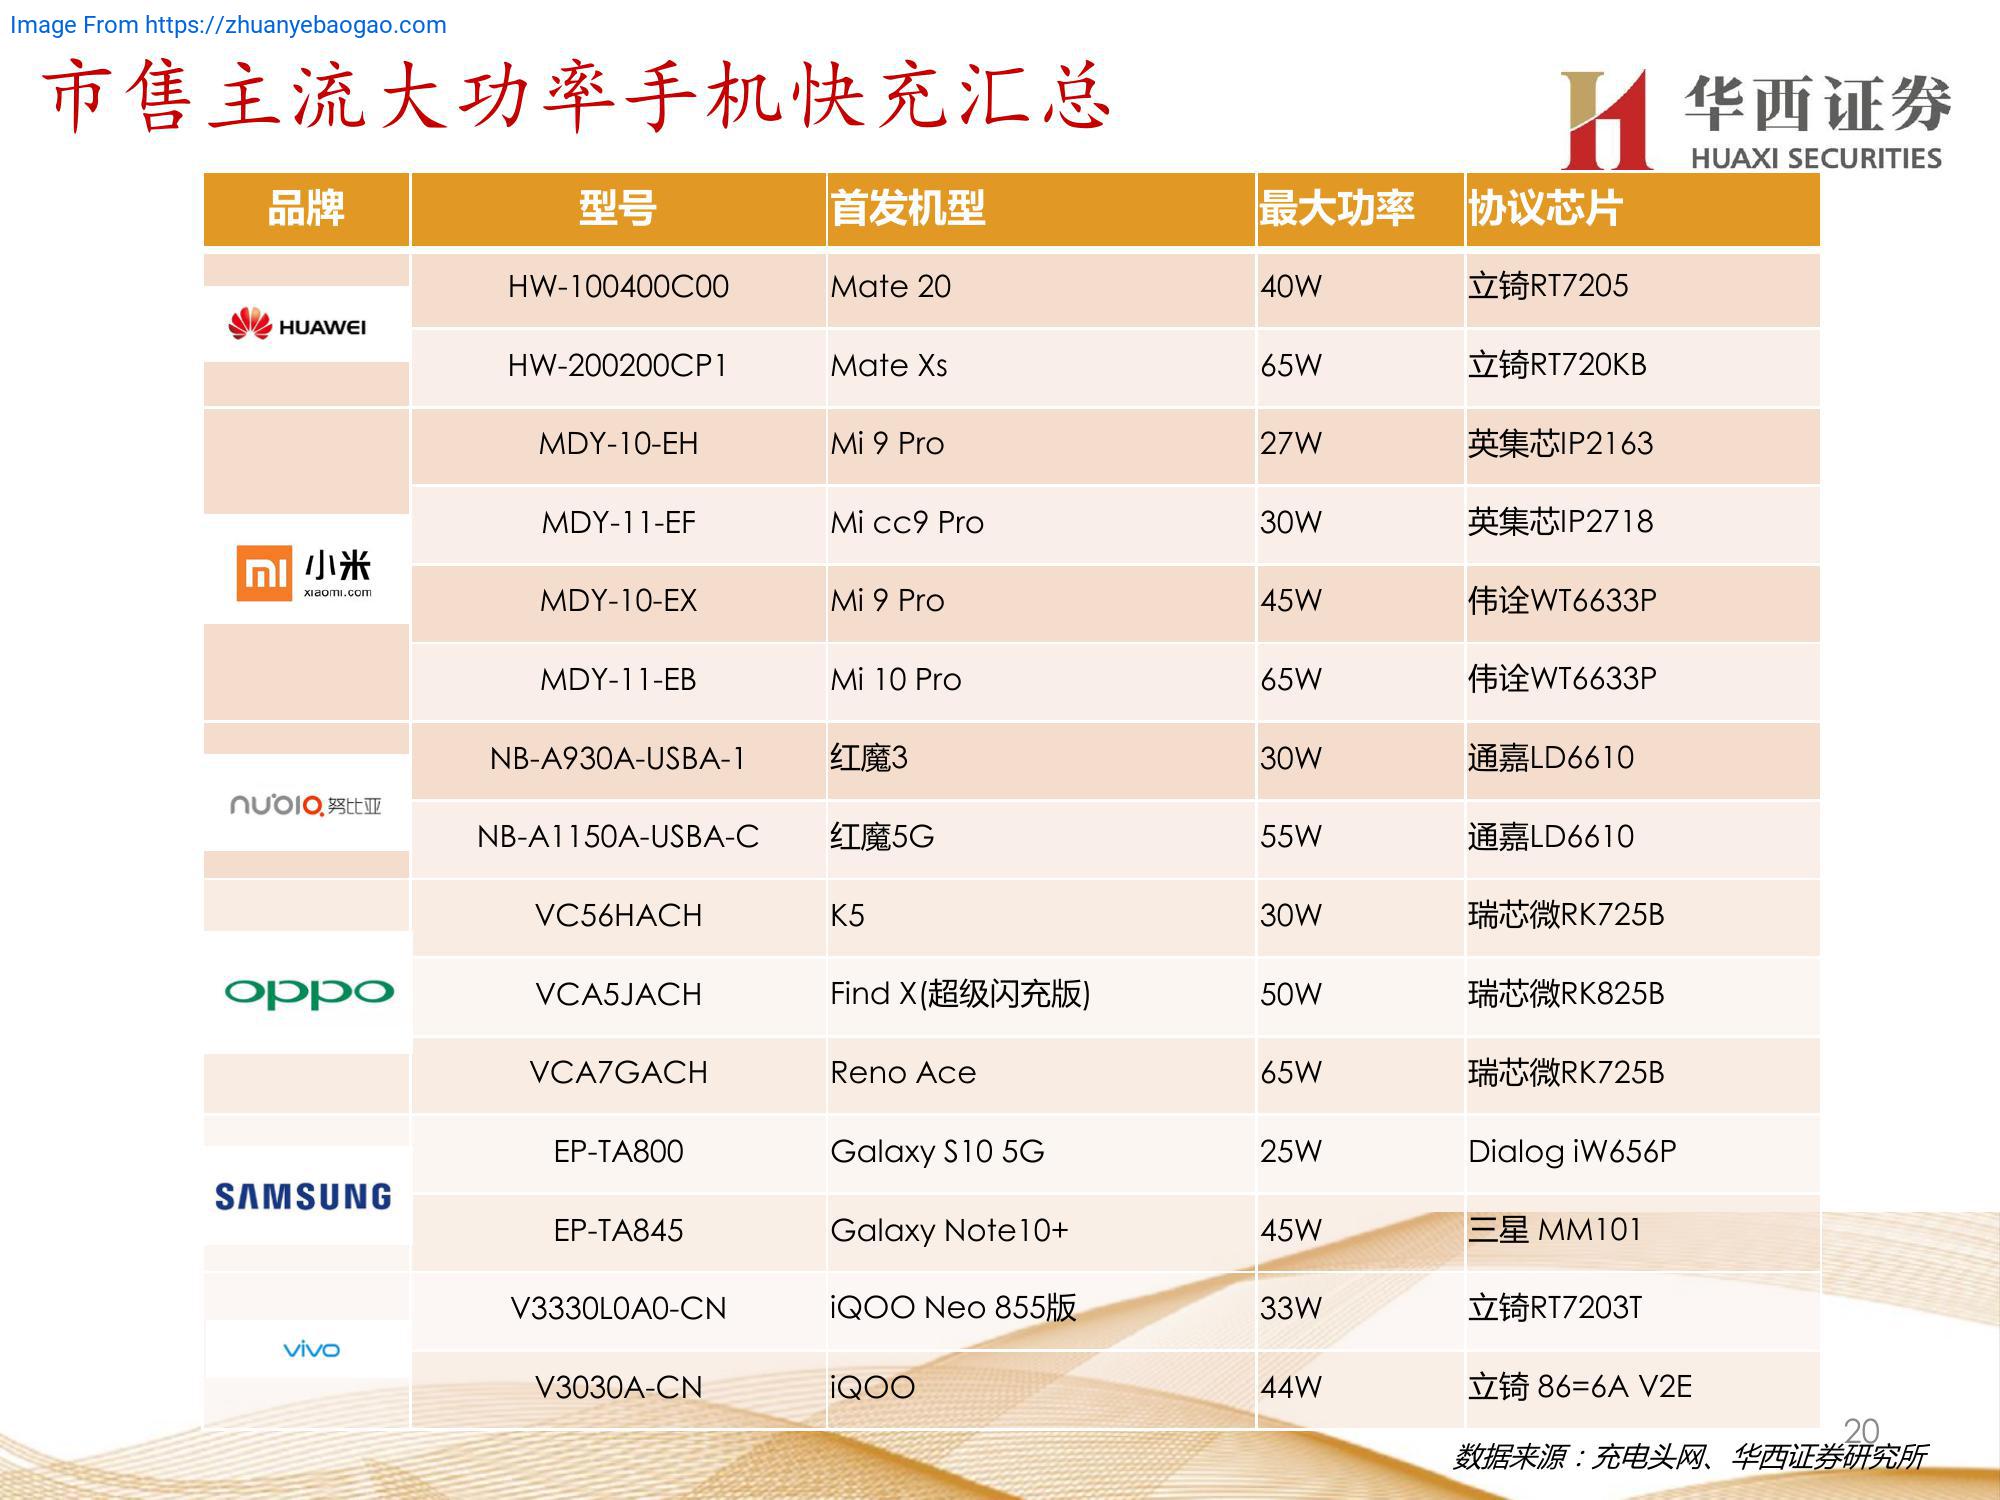 Image From https://zhuanyebaogao.com
市售主流大功率手机快充汇总
华西证券
HUAXI SECURITIES
品牌 型号 首发机型 最大功率 协议芯片
HUAWEI
HW-100400C00 Mate 20 40W 立锜RT7205
HW-200200CP1 Mate Xs 65W 立锜RT720KB
小米
xiaomi.com
MDY-10-EH Mi 9 Pro 27W 英集芯IP2163
MDY-11-EF Mi cc9 Pro 30W 英集芯IP2718
MDY-10-EX Mi 9 Pro 45W 伟诠WT6633P
MDY-11-EB Mi 10 Pro 65W 伟诠WT6633P
nubia 努比亚
NB-A930A-USBA-1 红魔3 30W 通嘉LD6610
NB-A1150A-USBA-C 红魔5G 55W 通嘉LD6610
oppo
VC56HACH K5 30W 瑞芯微RK725B
VCA5JACH Find X(超级闪充版) 50W 瑞芯微RK825B
VCA7GACH Reno Ace 65W 瑞芯微RK725B
SAMSUNG
EP-TA800 Galaxy S10 5G 25W Dialog iW656P
EP-TA845 Galaxy Note10+ 45W 三星 MM101
vivo
V3330L0A0-CN iQOO Neo 855版 33W 立锜RT7203T
V3030A-CN iQOO 44W 立锜 86=6A V2E
20
数据来源：充电头网、华西证券研究所